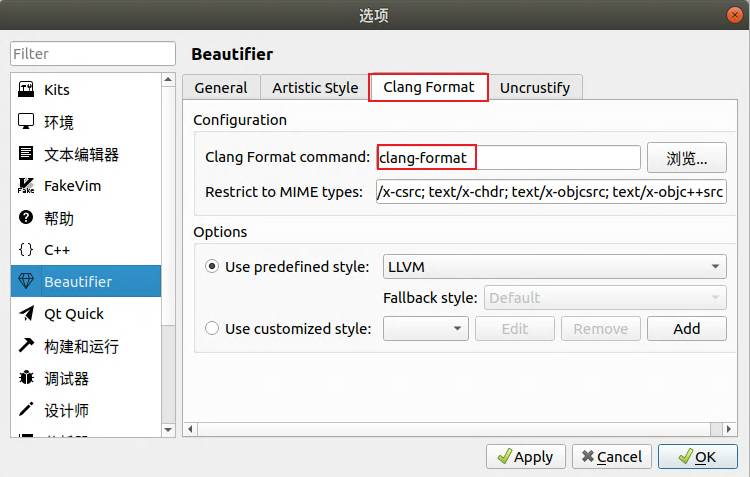 选项
Filter
Kits
环境
文本编辑器
FakeVim
帮助
C++
Beautifier
Qt Quick
构建和运行
调试器
设计师
Beautifier
General Artistic Style Clang Format Uncrustify
Configuration
Clang Format command: clang-format 浏览...
Restrict to MIME types: /x-csrc; text/x-chdr; text/x-objcsrc; text/x-objc++src
Options
Use predefined style: LLVM
Fallback style: Default
Use customized style: Edit Remove Add
Apply Cancel OK